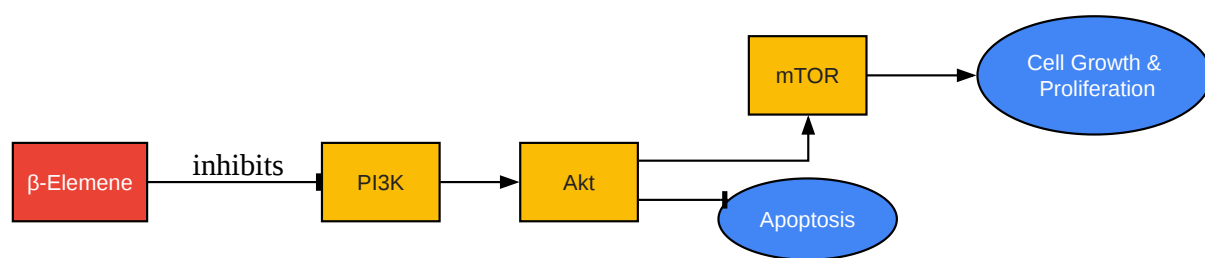 β-Elemene
inhibits
PI3K
Akt
mTOR
Cell Growth &
Proliferation
Apoptosis